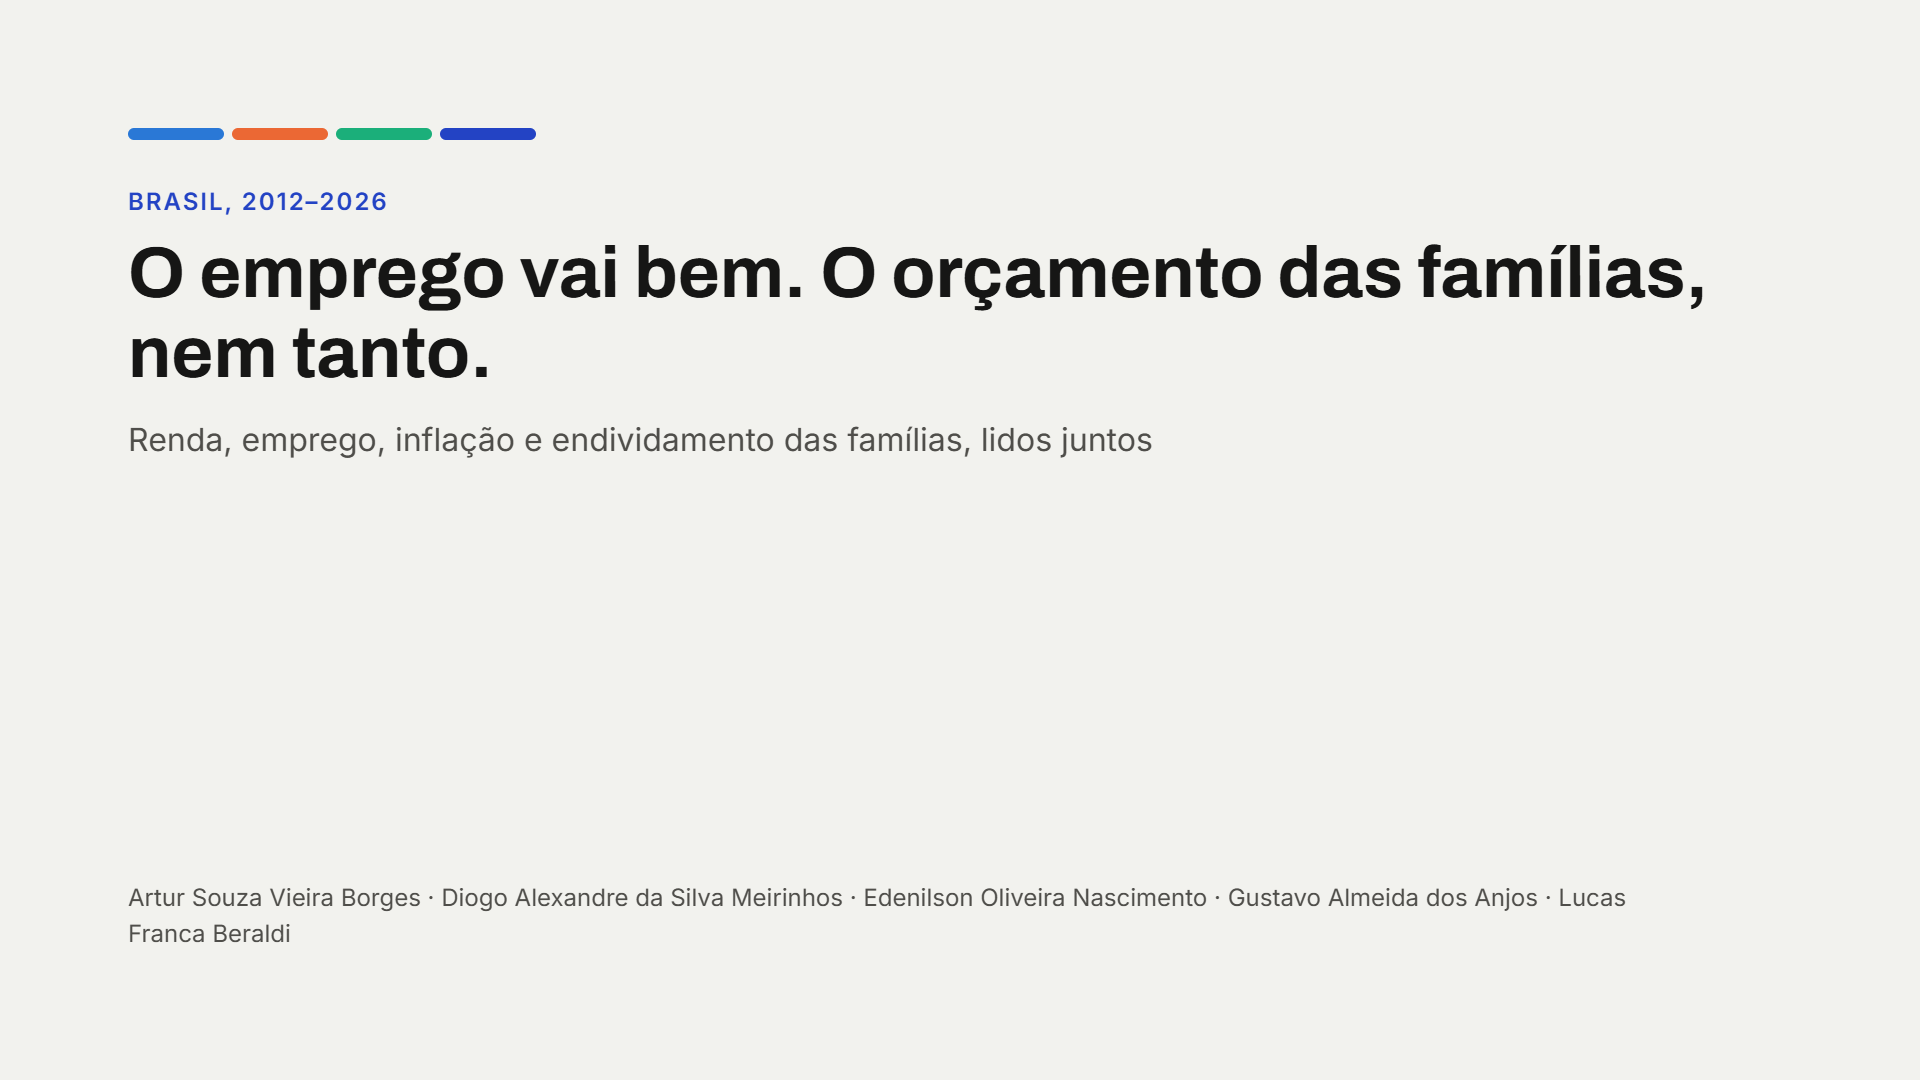 BRASIL, 2012–2026
O emprego vai bem. O orçamento das famílias,
nem tanto.
Renda, emprego, inflação e endividamento das famílias, lidos juntos
Artur Souza Vieira Borges · Diogo Alexandre da Silva Meirinhos · Edenilson Oliveira Nascimento · Gustavo Almeida dos Anjos · Lucas
Franca Beraldi